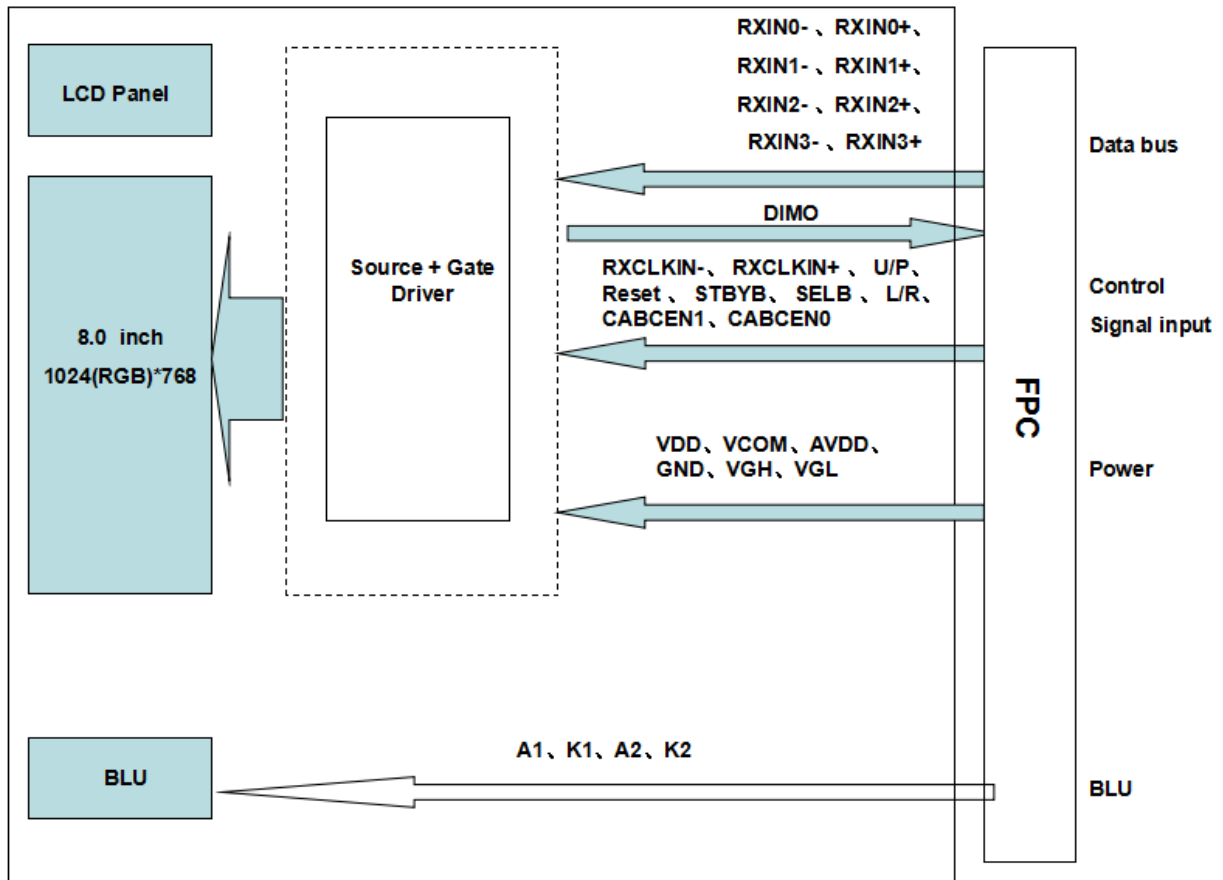 RXIN0- 、RXIN0+、
RXIN1- 、RXIN1+、
RXIN2- 、RXIN2+、
RXIN3- 、RXIN3+
LCD Panel
Data bus
DIMO
Source + Gate
Driver
RXCLKIN-、 RXCLKIN+ 、 U/P、
Reset 、 STBYB、 SELB 、 L/R、
CABCEN1、CABCEN0
Control
Signal input
8.0 inch
1024(RGB)*768
FPC
VDD、VCOM、AVDD、
GND、VGH、VGL
Power
A1、K1、A2、K2
BLU
BLU